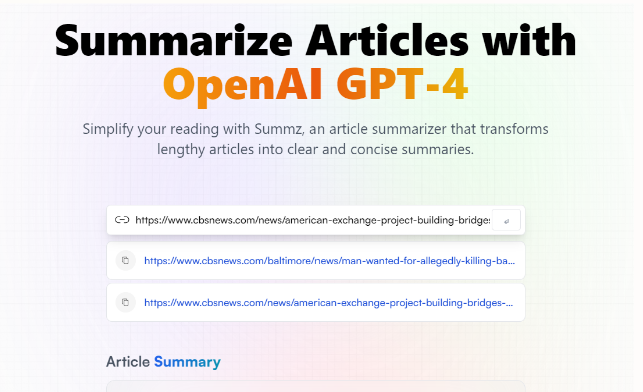 Summarize Articles with
OpenAI GPT-4
Simplify your reading with Summz, an article summarizer that transforms
lengthy articles into clear and concise summaries.
https://www.cbsnews.com/news/american-exchange-project-building-bridges
https://www.cbsnews.com/baltimore/news/man-wanted-for-allegedly-killing-ba...
https://www.cbsnews.com/news/american-exchange-project-building-bridges-...
Article Summary